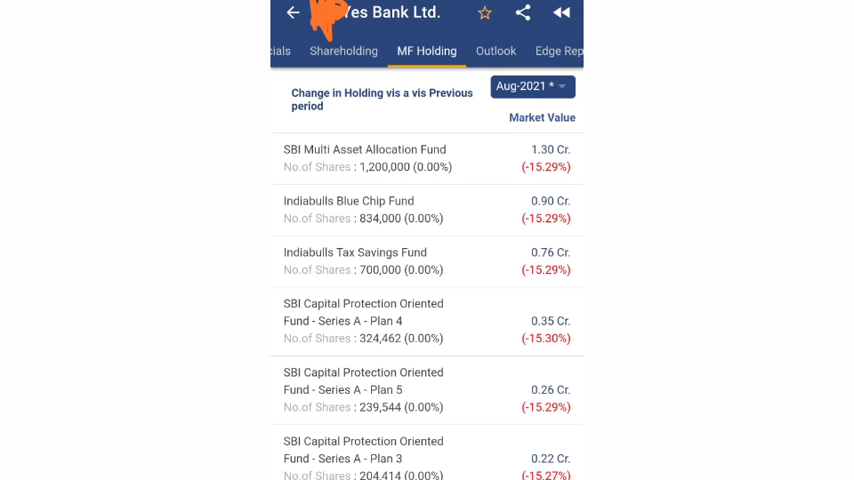 Yes Bank Ltd.
cials Shareholding MF Holding Outlook Edge Rep
Change in Holding vis a vis Previous
period
Aug-2021 *
Market Value
SBI Multi Asset Allocation Fund 1.30 Cr.
No.of Shares : 1,200,000 (0.00%) (-15.29%)
Indiabulls Blue Chip Fund 0.90 Cr.
No.of Shares : 834,000 (0.00%) (-15.29%)
Indiabulls Tax Savings Fund 0.76 Cr.
No.of Shares : 700,000 (0.00%) (-15.29%)
SBI Capital Protection Oriented
Fund - Series A - Plan 4 0.35 Cr.
No.of Shares : 324,462 (0.00%) (-15.30%)
SBI Capital Protection Oriented
Fund - Series A - Plan 5 0.26 Cr.
No.of Shares : 239,544 (0.00%) (-15.29%)
SBI Capital Protection Oriented
Fund - Series A - Plan 3 0.22 Cr.
No.of Shares : 204,414 (0.00%) (-15.27%)